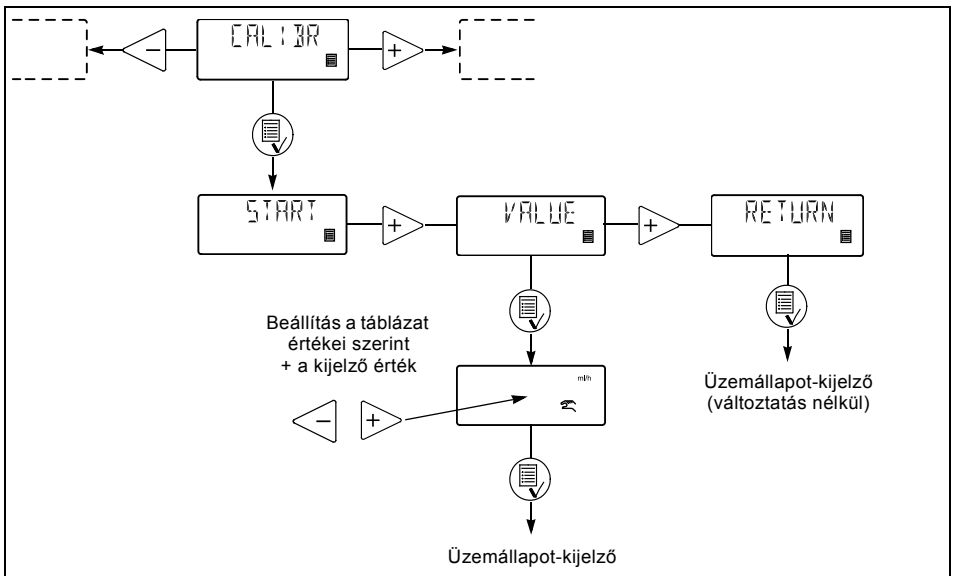 CALIBR
START
VALUE
RETURN
Beállítás a táblázat
értékei szerint
+ a kijelző érték
ml/h
Üzemállapot-kijelző
(változtatás nélkül)
Üzemállapot-kijelző